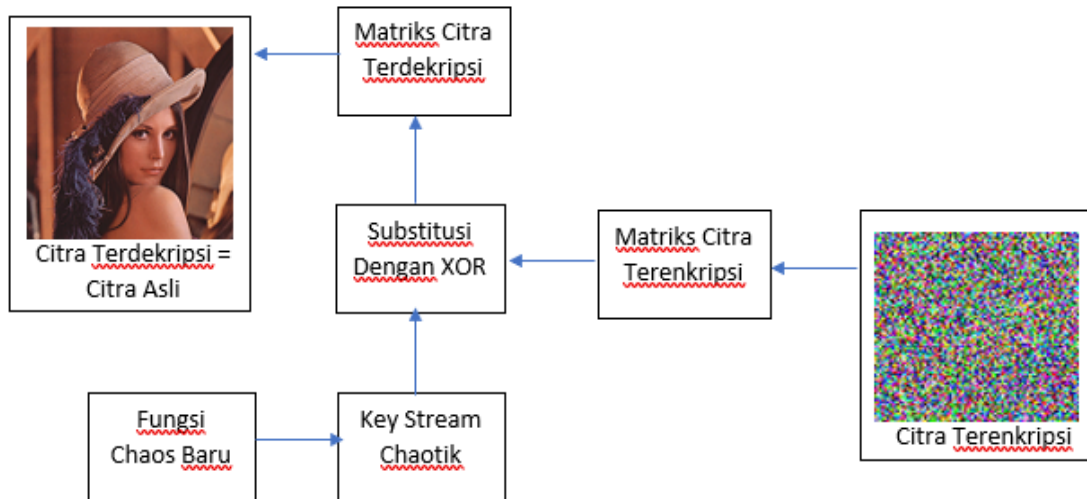 Matriks Citra
Terdekripsi
Citra Terdekripsi =
Citra Asli
Substitusi
Dengan XOR
Matriks Citra
Terenkripsi
Citra Terenkripsi
Fungsi
Chaos Baru
Key Stream
Chaotik